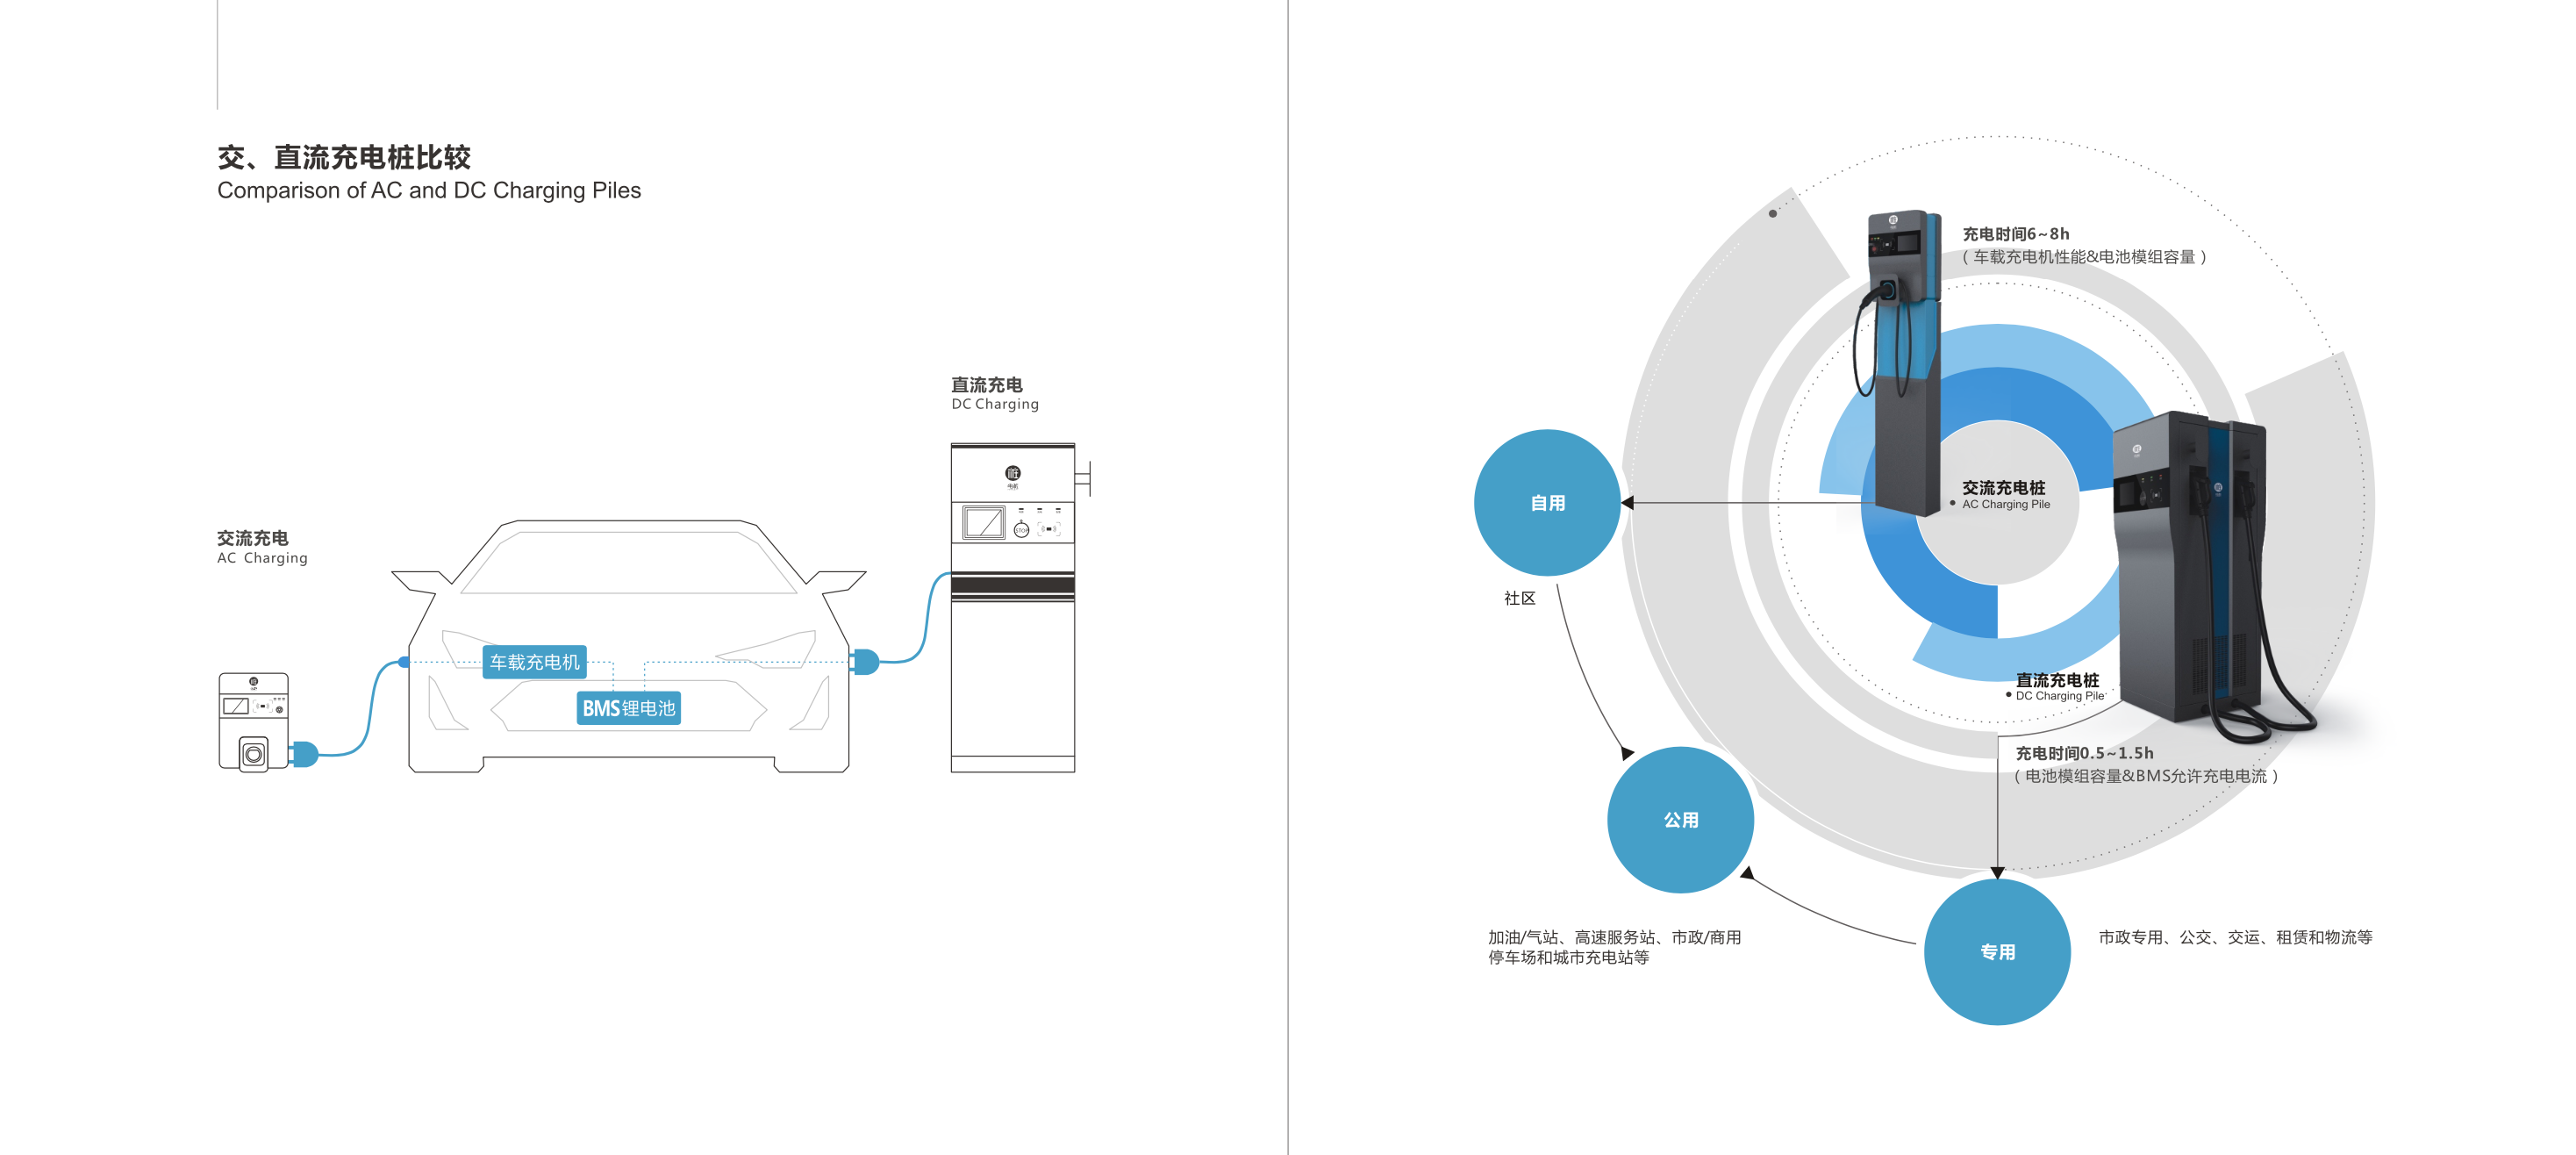 交、直流充电桩比较
Comparison of AC and DC Charging Piles
直流充电
DC Charging
交流充电
AC Charging
车载充电机
BMS锂电池
STOP
充电时间6~8h
（车载充电机性能&电池模组容量）
交流充电桩
AC Charging Pile
自用
社区
直流充电桩
DC Charging Pile
充电时间0.5~1.5h
（电池模组容量&BMS允许充电电流）
公用
加油/气站、高速服务站、市政/商用
停车场和城市充电站等
专用
市政专用、公交、交运、租赁和物流等